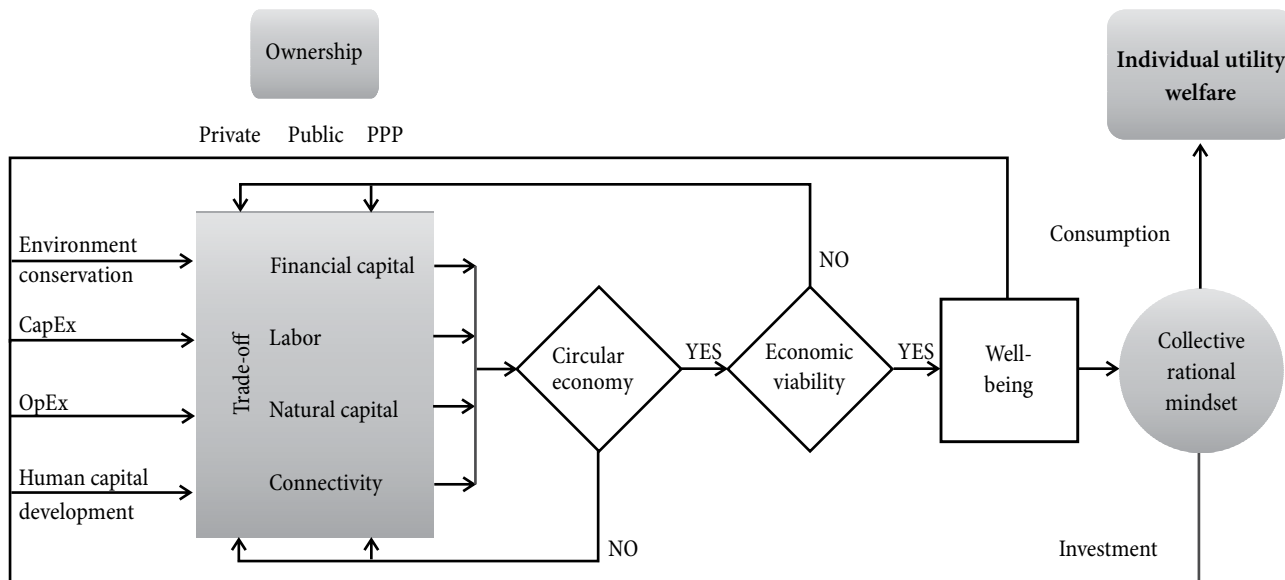 Ownership
Individual utility
welfare
Private Public PPP
Environment
conservation
CapEx
OpEx
Human capital
development
Trade-off
Financial capital
Labor
Natural capital
Connectivity
Circular
economy
YES
NO
Economic
viability
NO
YES
Well-
being
Collective
rational
mindset
Consumption
Investment